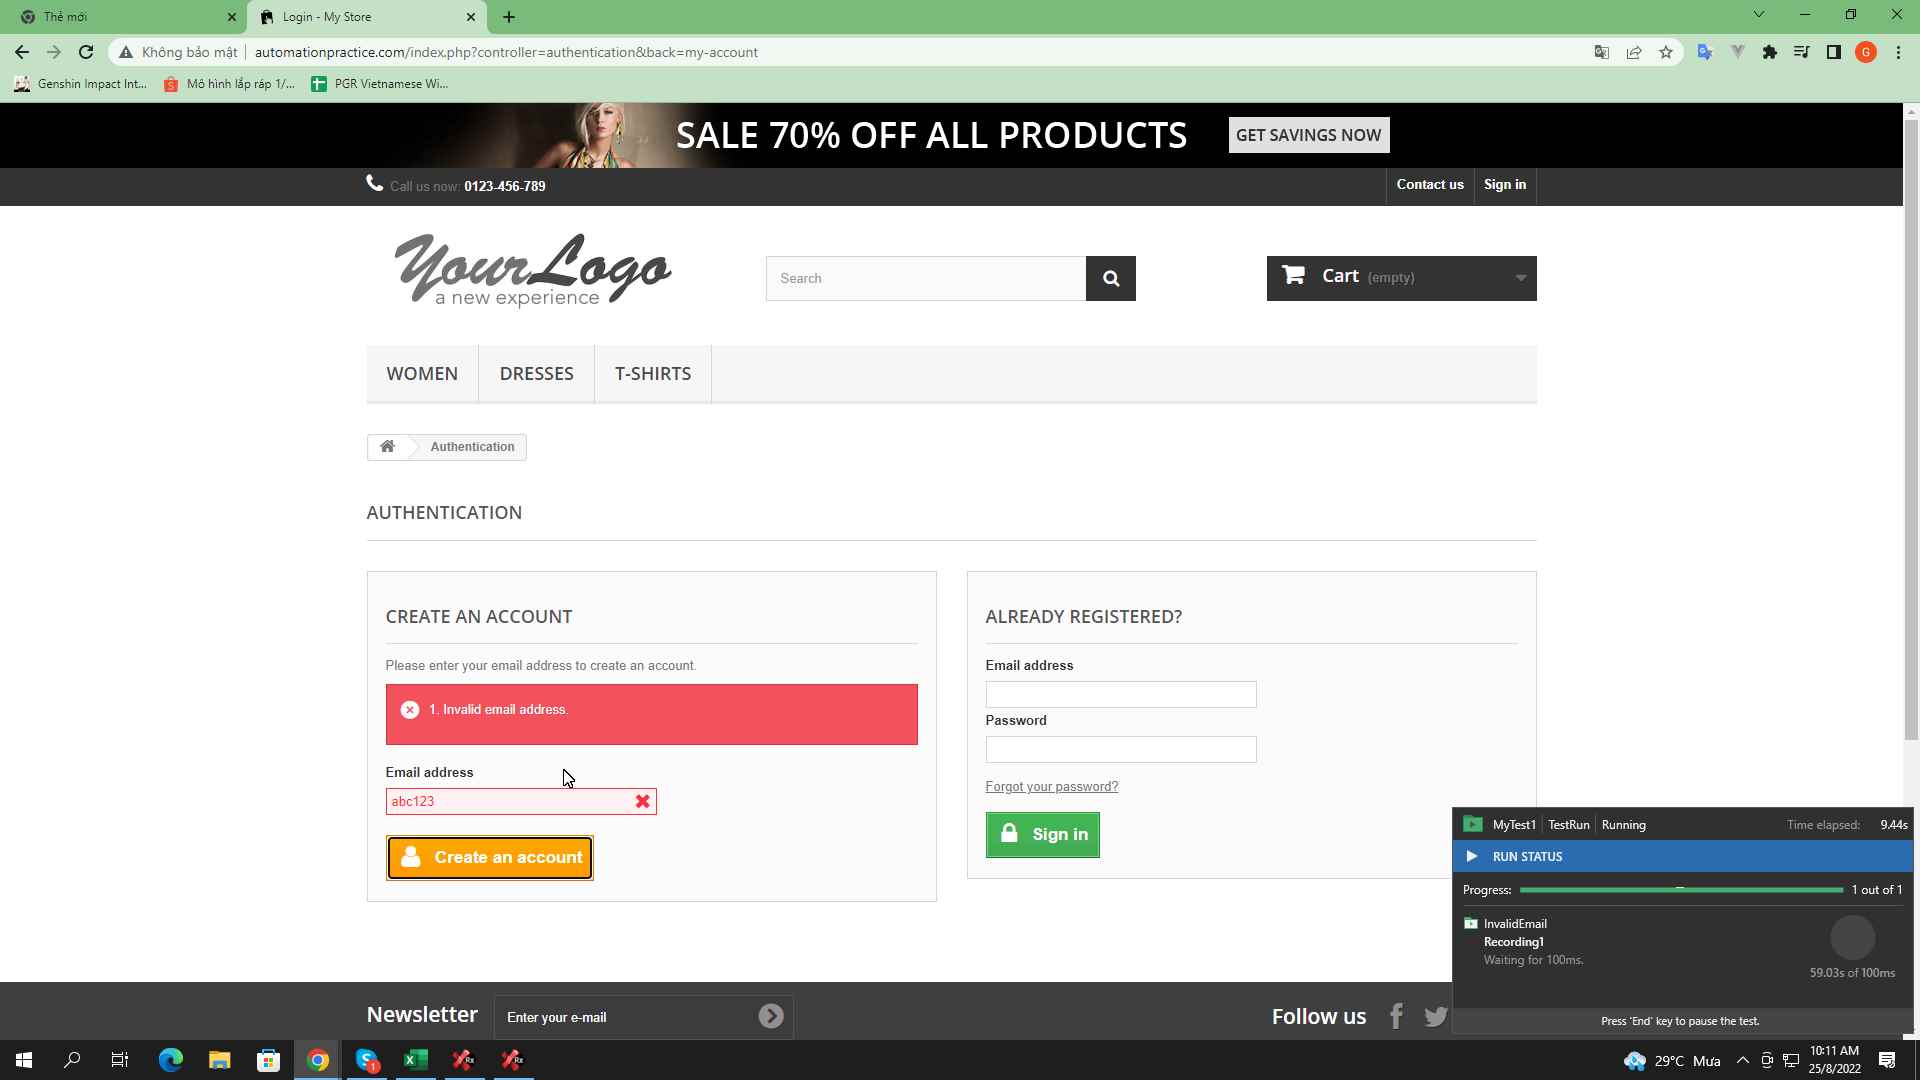 Thẻ mới
Login - My Store
Không bảo mật
automationpractice.com/index.php?controller=authentication&back=my-account
G
Genshin Impact Int...
Mô hình lắp ráp 1/...
PGR Vietnamese Wi...
SALE 70% OFF ALL PRODUCTS
GET SAVINGS NOW
Call us now: 0123-456-789
Contact us
Sign in
YourLogo
a new experience
Search
Cart (empty)
WOMEN
DRESSES
T-SHIRTS
Authentication
AUTHENTICATION
CREATE AN ACCOUNT
Please enter your email address to create an account.
1. Invalid email address.
Email address
abc123
Create an account
ALREADY REGISTERED?
Email address
Password
Forgot your password?
Sign in
MyTest1
TestRun
Running
Time elapsed: 9.44s
RUN STATUS
Progress:
1 out of 1
InvalidEmail
Recording1
Waiting for 100ms.
59.03s of 100ms
Press 'End' key to pause the test.
Newsletter
Enter your e-mail
Follow us
29°C Mưa
10:11 AM
25/8/2022